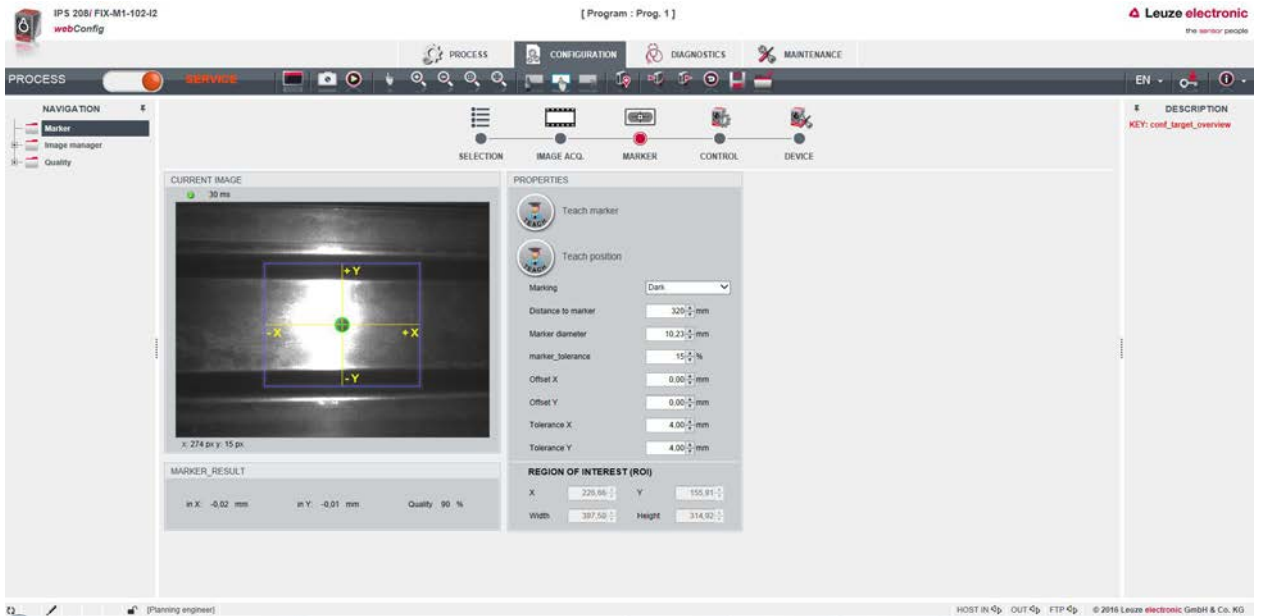 IPS 208i FIX-M1-102-I2
webConfig
[ Program : Prog. 1 ]
Leuze electronic
the sensor people
PROCESS
CONFIGURATION
DIAGNOSTICS
MAINTENANCE
PROCESS
SERVICE
EN
NAVIGATION
Marker
Image manager
Quality
SELECTION
IMAGE ACQ.
MARKER
CONTROL
DEVICE
DESCRIPTION
KEY: conf_target_overview
CURRENT IMAGE
30 ms
+Y
-X
+X
-Y
x: 274 px y: 15 px
MARKER_RESULT
in X: -0,02 mm in Y: -0,01 mm Quality 90 %
PROPERTIES
TEACH
Teach marker
TEACH
Teach position
Marking Dark
Distance to marker 320 mm
Marker diameter 10.23 mm
marker_tolerance 15 %
Offset X 0.00 mm
Offset Y 0.00 mm
Tolerance X 4.00 mm
Tolerance Y 4.00 mm
REGION OF INTEREST (ROI)
X 226,66 Y 155,91
Width 387,50 Height 314,92
[Planning engineer]
HOST IN OUT FTP © 2016 Leuze electronic GmbH & Co. KG